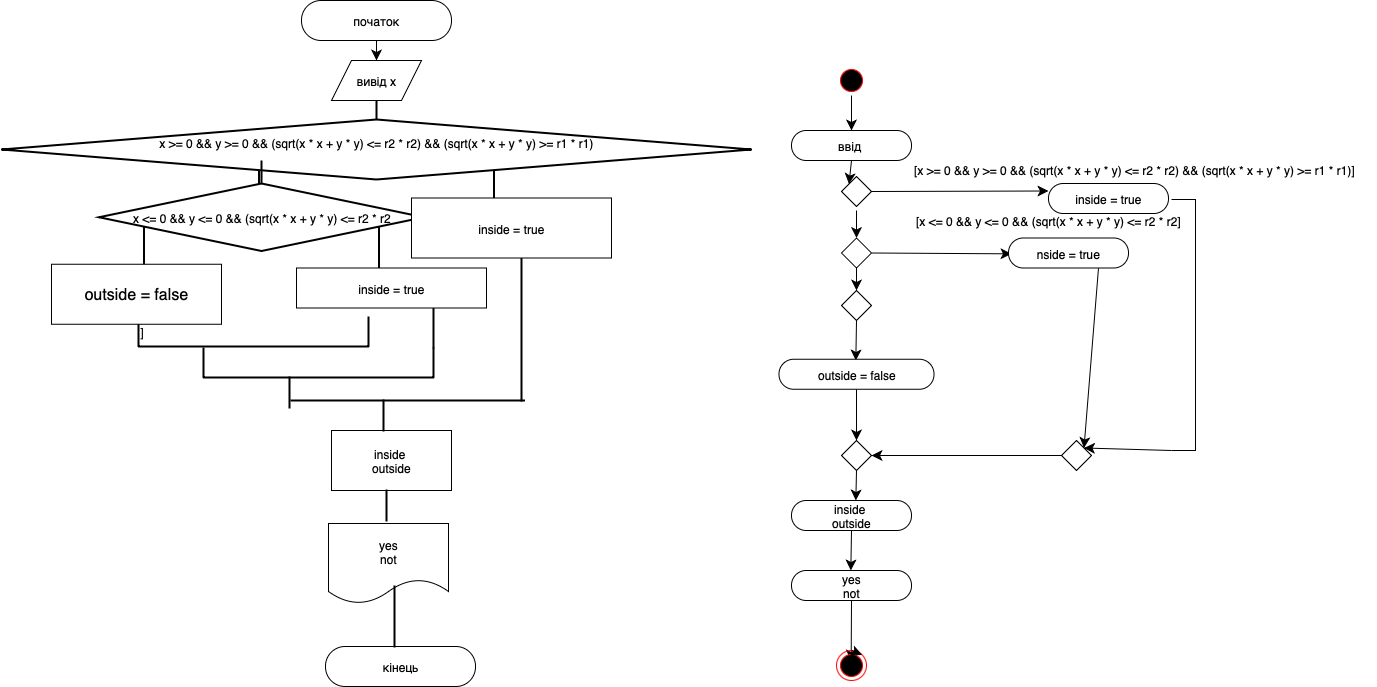 початок
вивід x
x >= 0 && y >= 0 && (sqrt(x * x + y * y) <= r2 * r2) && (sqrt(x * x + y * y) >= r1 * r1)
x <= 0 && y <= 0 && (sqrt(x * x + y * y) <= r2 * r2
inside = true
outside = false
inside = true
]
inside
outside
yes
not
кінець
ввід
[x >= 0 && y >= 0 && (sqrt(x * x + y * y) <= r2 * r2) && (sqrt(x * x + y * y) >= r1 * r1)]
inside = true
[x <= 0 && y <= 0 && (sqrt(x * x + y * y) <= r2 * r2]
nside = true
outside = false
inside
outside
yes
not